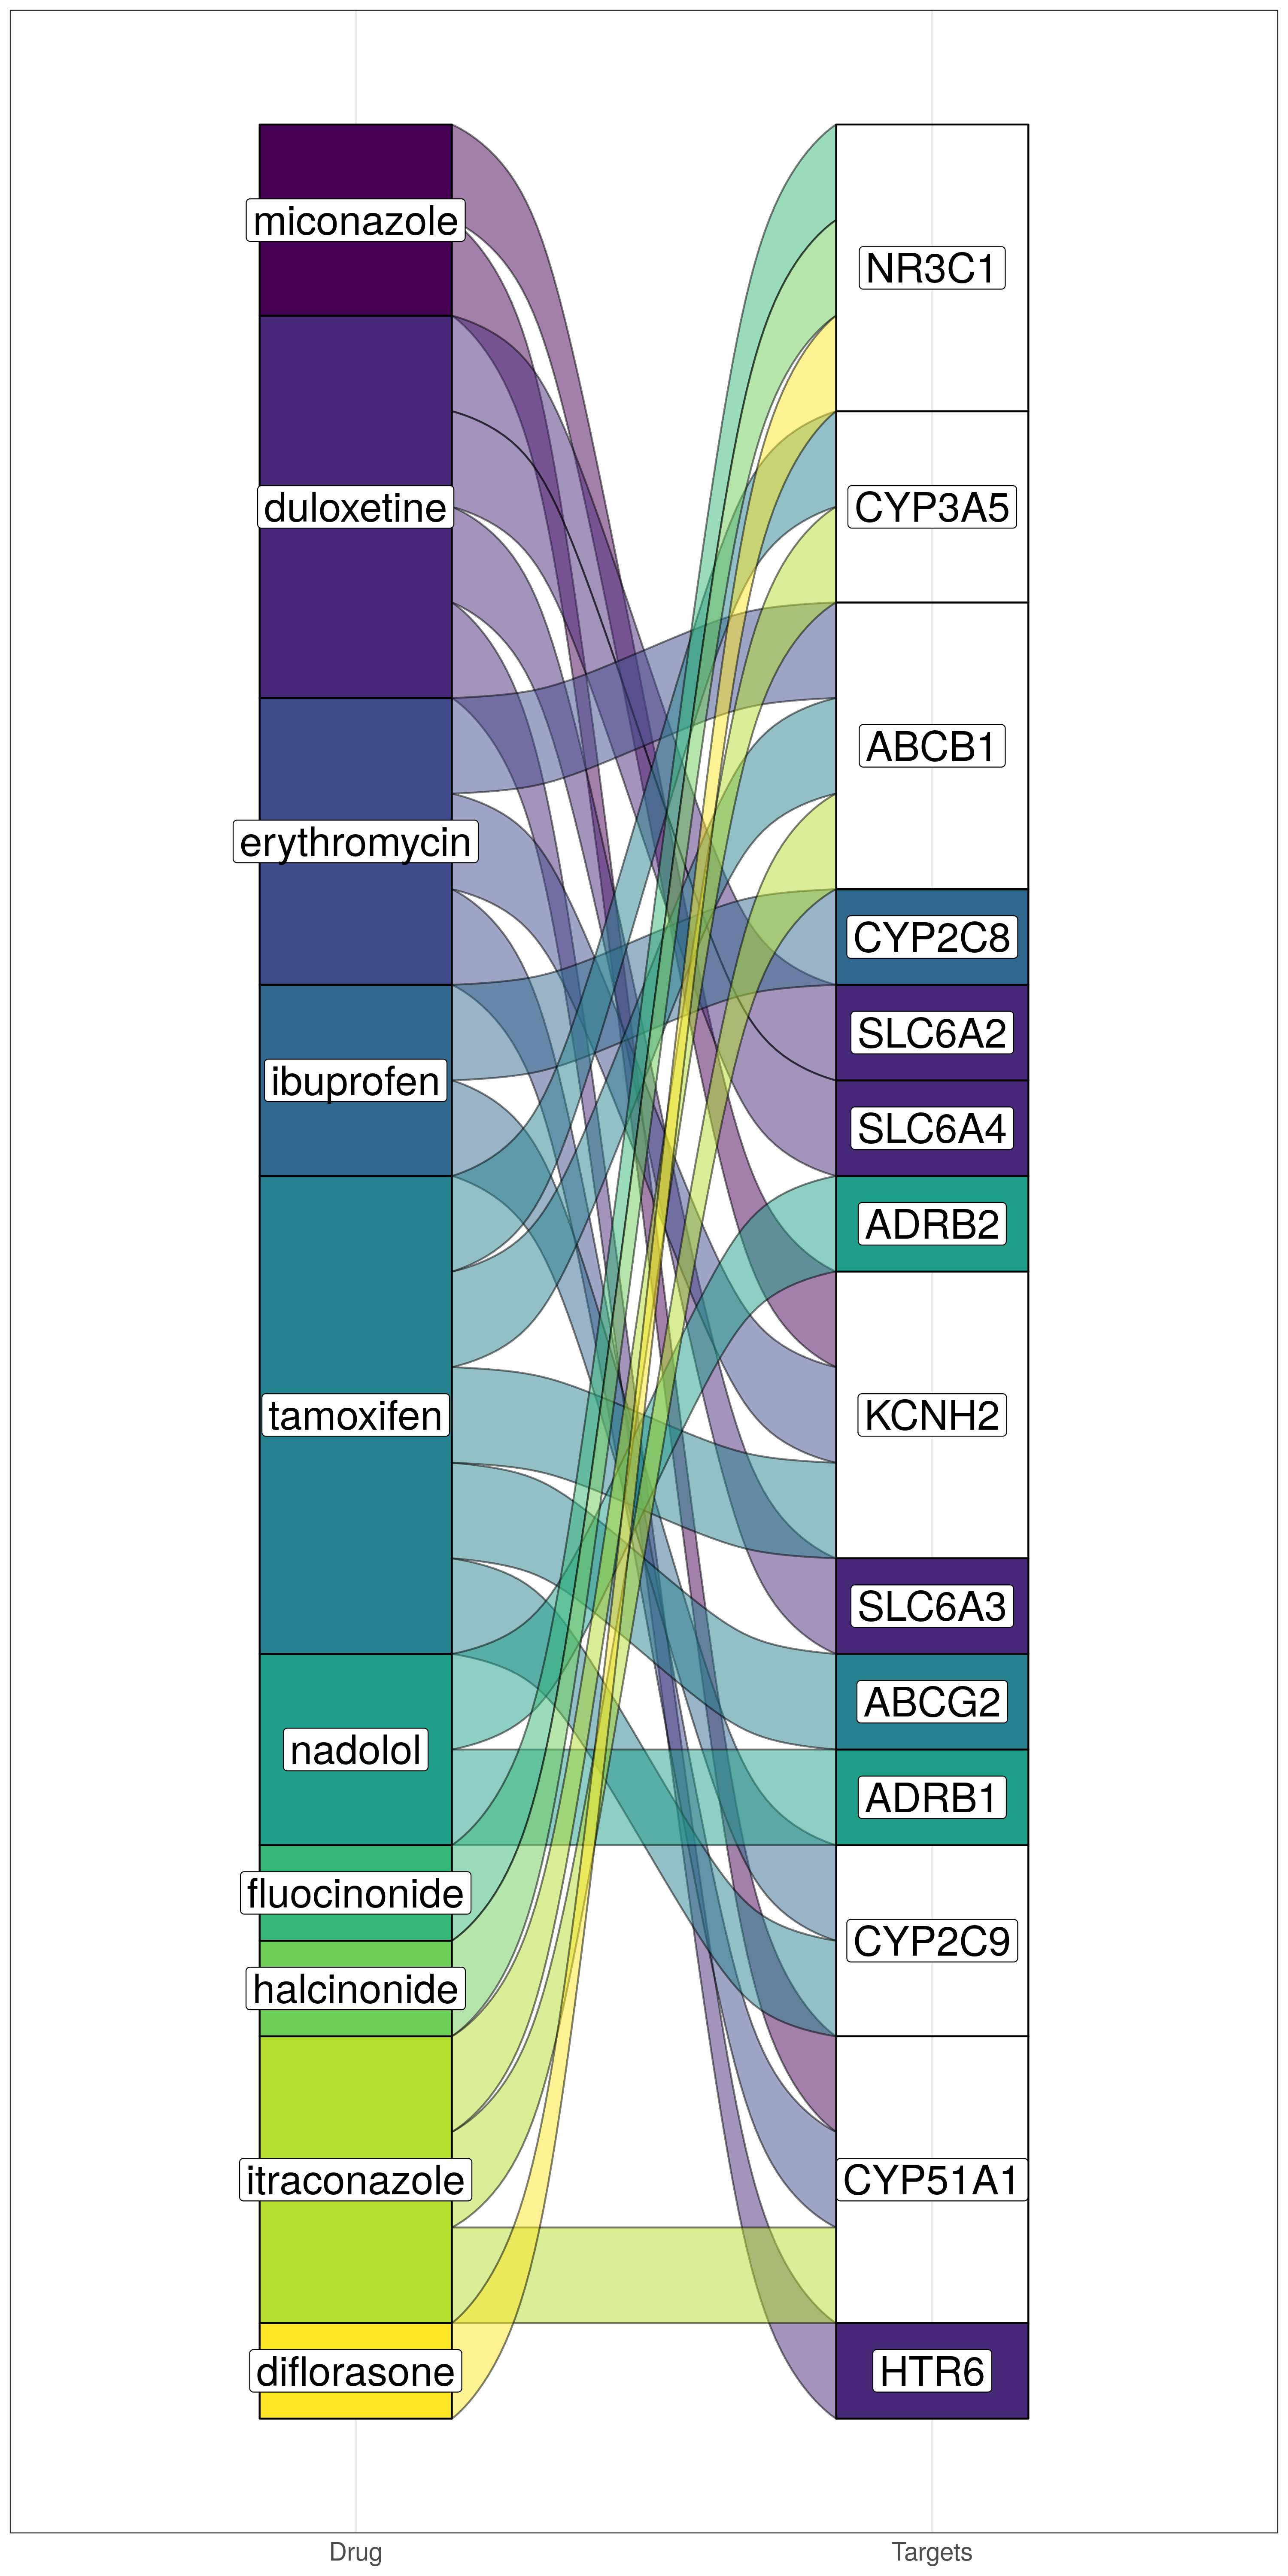 miconazole
duloxetine
erythromycin
ibuprofen
tamoxifen
nadolol
fluocinonide
halcinonide
itraconazole
diflorasone
NR3C1
CYP3A5
ABCB1
CYP2C8
SLC6A2
SLC6A4
ADRB2
KCNH2
SLC6A3
ABCG2
ADRB1
CYP2C9
CYP51A1
HTR6
Drug
Targets